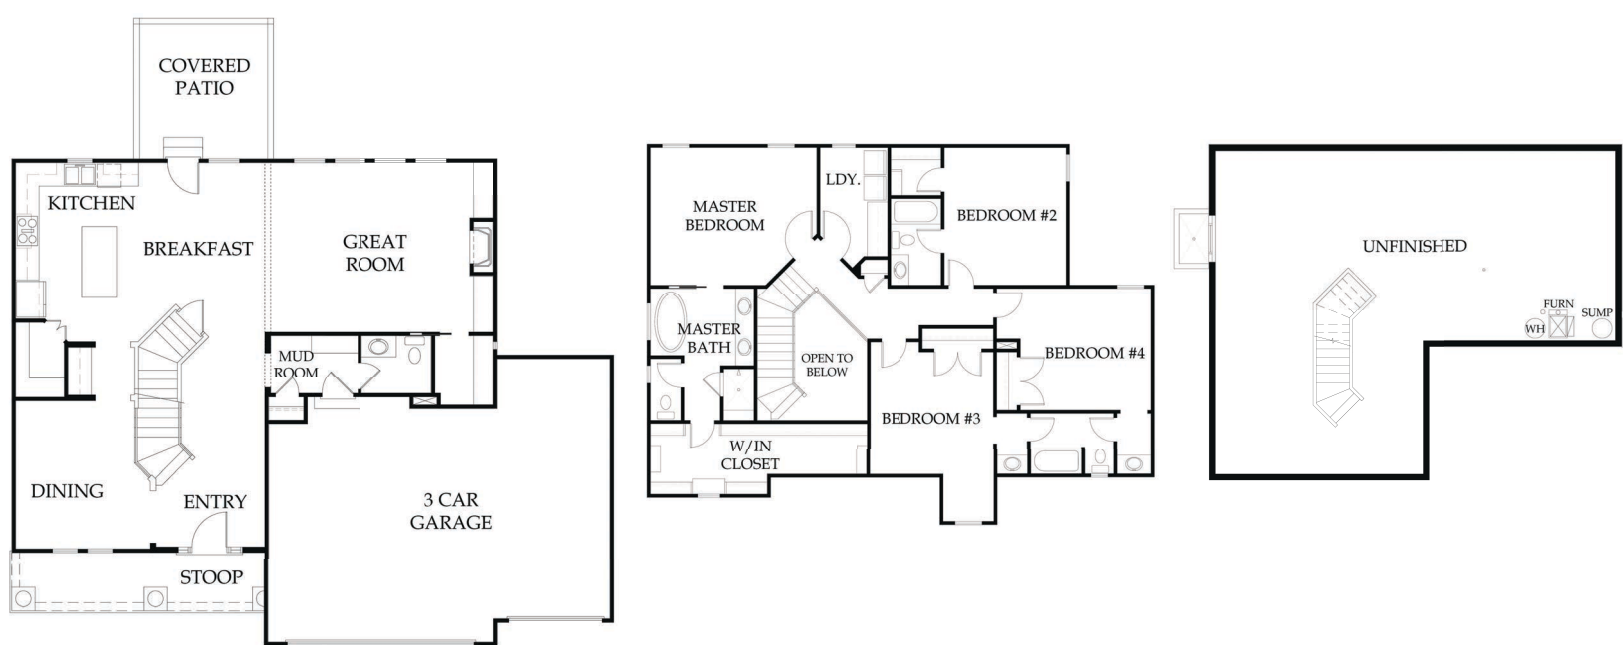 COVERED
PATIO
KITCHEN
BREAKFAST
GREAT
ROOM
MUD
ROOM
DINING
ENTRY
3 CAR
GARAGE
STOOP
MASTER
BEDROOM
LDY.
BEDROOM #2
MASTER
BATH
OPEN TO
BELOW
BEDROOM #4
BEDROOM #3
W/IN
CLOSET
UNFINISHED
FURN
WH
SUMP